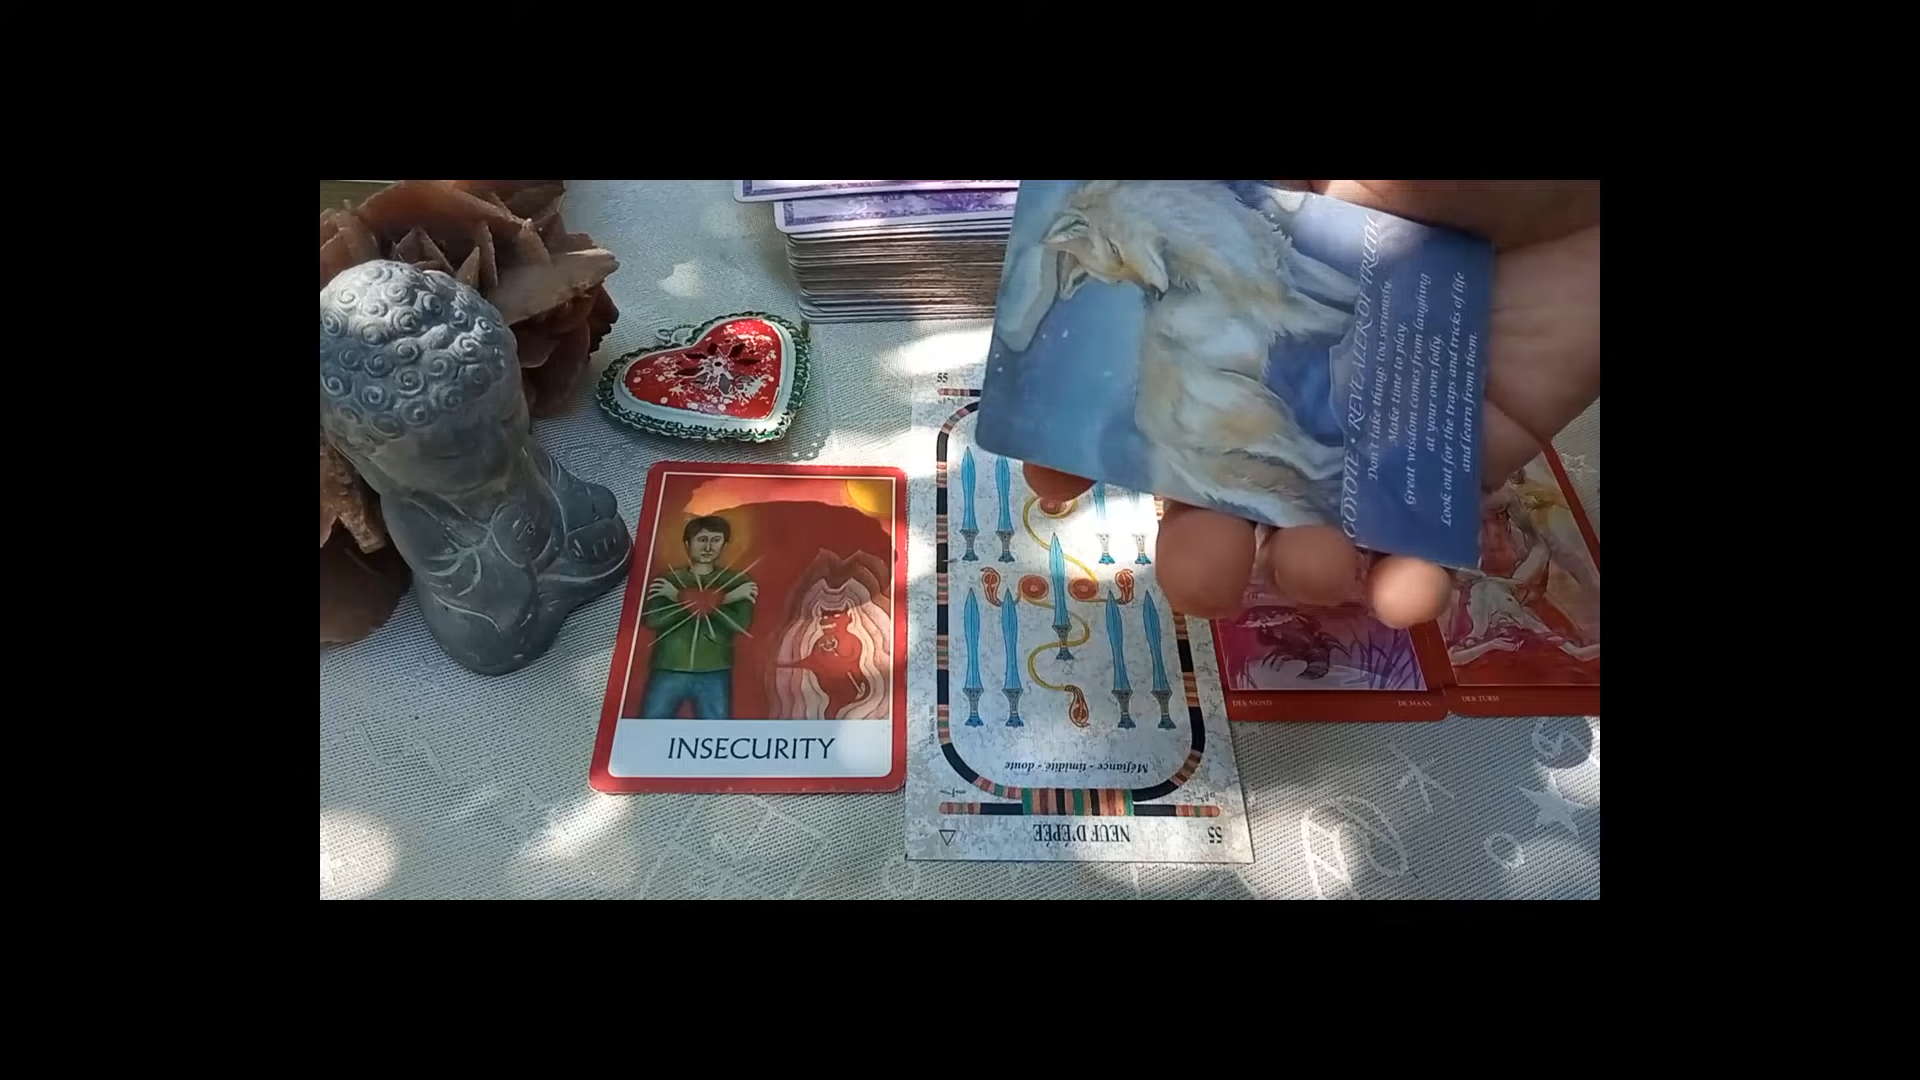 COYOTE • REVEALER OF TRUTH
Don't take things too seriously.
Make time to play.
Great wisdom comes from laughing
at your own folly.
Look out for the traps and tricks of life
and learn from them.
55
INSECURITY
Méfiance - timidité - doute
NEUF D'ÉPÉE
55
DER MOND
DE MAAN
DER TURM